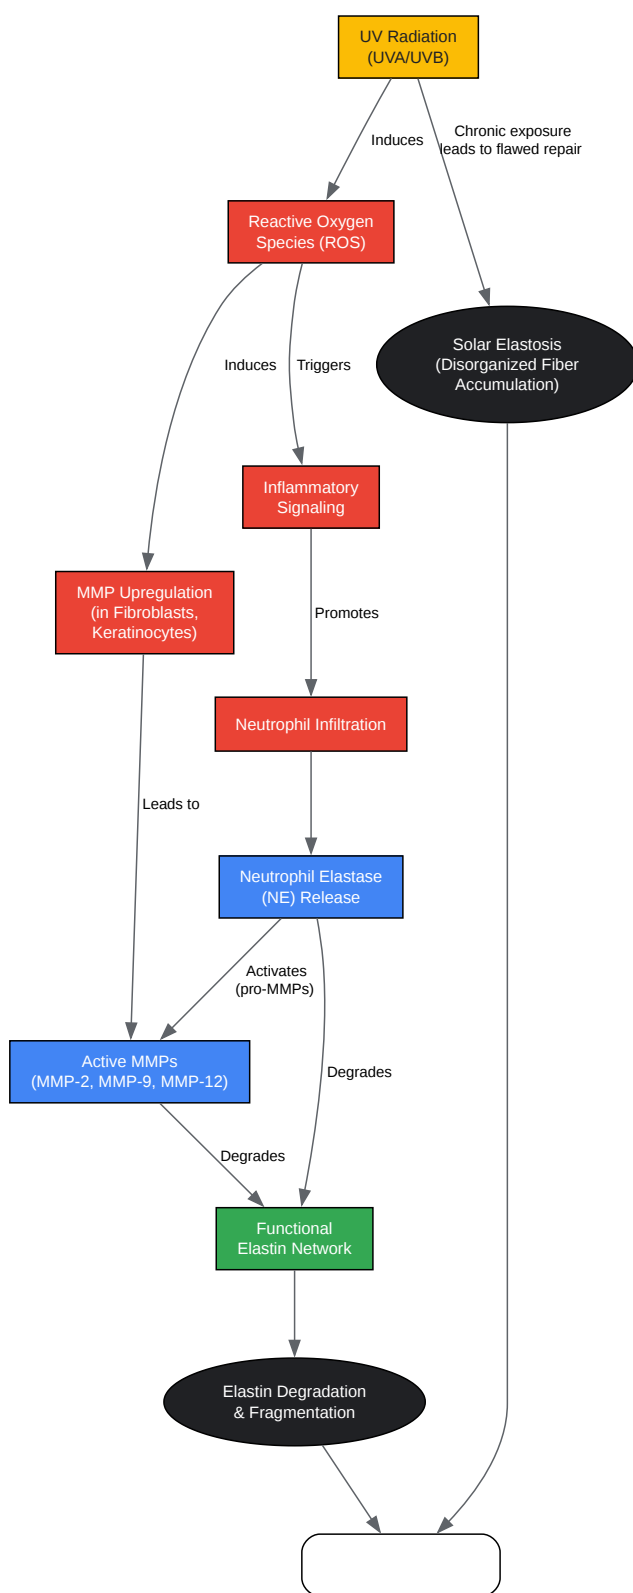 UV Radiation
(UVA/UVB)
Induces
Chronic exposure
leads to flawed repair
Reactive Oxygen
Species (ROS)
Solar Elastosis
(Disorganized Fiber
Accumulation)
Induces
Triggers
Inflammatory
Signaling
MMP Upregulation
(in Fibroblasts,
Keratinocytes)
Promotes
Neutrophil Infiltration
Leads to
Neutrophil Elastase
(NE) Release
Activates
(pro-MMPs)
Active MMPs
(MMP-2, MMP-9, MMP-12)
Degrades
Degrades
Functional
Elastin Network
Elastin Degradation
& Fragmentation